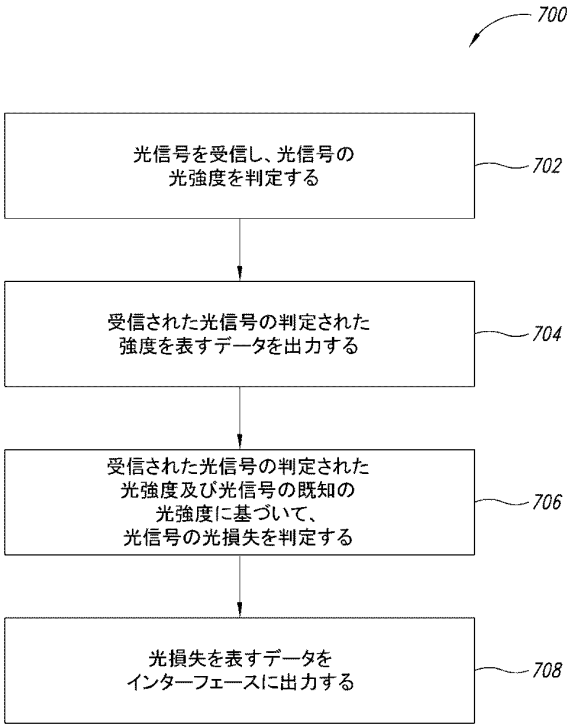 700
光信号を受信し、光信号の
光強度を判定する
702
受信された光信号の判定された
強度を表すデータを出力する
704
受信された光信号の判定された
光強度及び光信号の既知の
光強度に基づいて、
光信号の光損失を判定する
706
光損失を表すデータを
インターフェースに出力する
708